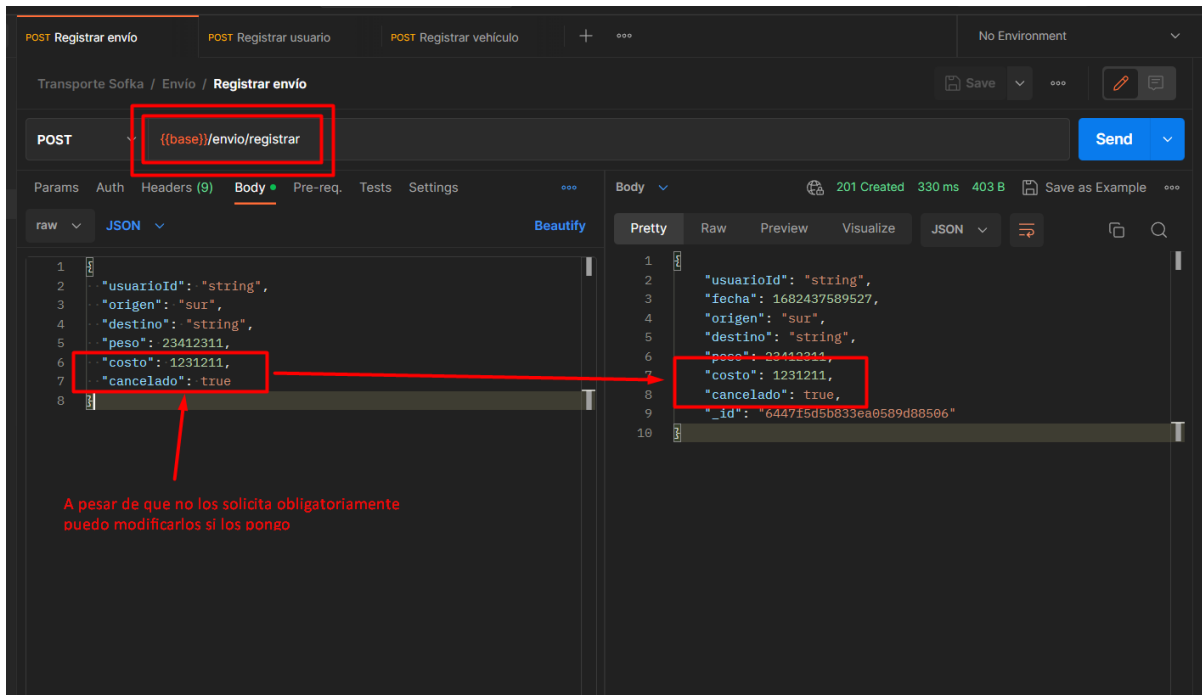 POST Registrar envío POST Registrar usuario POST Registrar vehículo No Environment
Transporte Sofka / Envío / Registrar envío Save
POST {{base}}/envio/registrar Send
Params Auth Headers (9) Body Pre-req. Tests Settings
raw JSON Beautify
1 {
2 "usuarioId": "string",
3 "origen": "sur",
4 "destino": "string",
5 "peso": 23412311,
6 "costo": 1231211,
7 "cancelado": true
8 }
A pesar de que no los solicita obligatoriamente
puedo modificarlos si los pongo
Body 201 Created 330 ms 403 B Save as Example
Pretty Raw Preview Visualize JSON
1 {
2 "usuarioId": "string",
3 "fecha": 1682437589527,
4 "origen": "sur",
5 "destino": "string",
6 "peso": 23412311,
7 "costo": 1231211,
8 "cancelado": true,
9 "_id": "6447f5d5b833ea0589d88506"
10 }